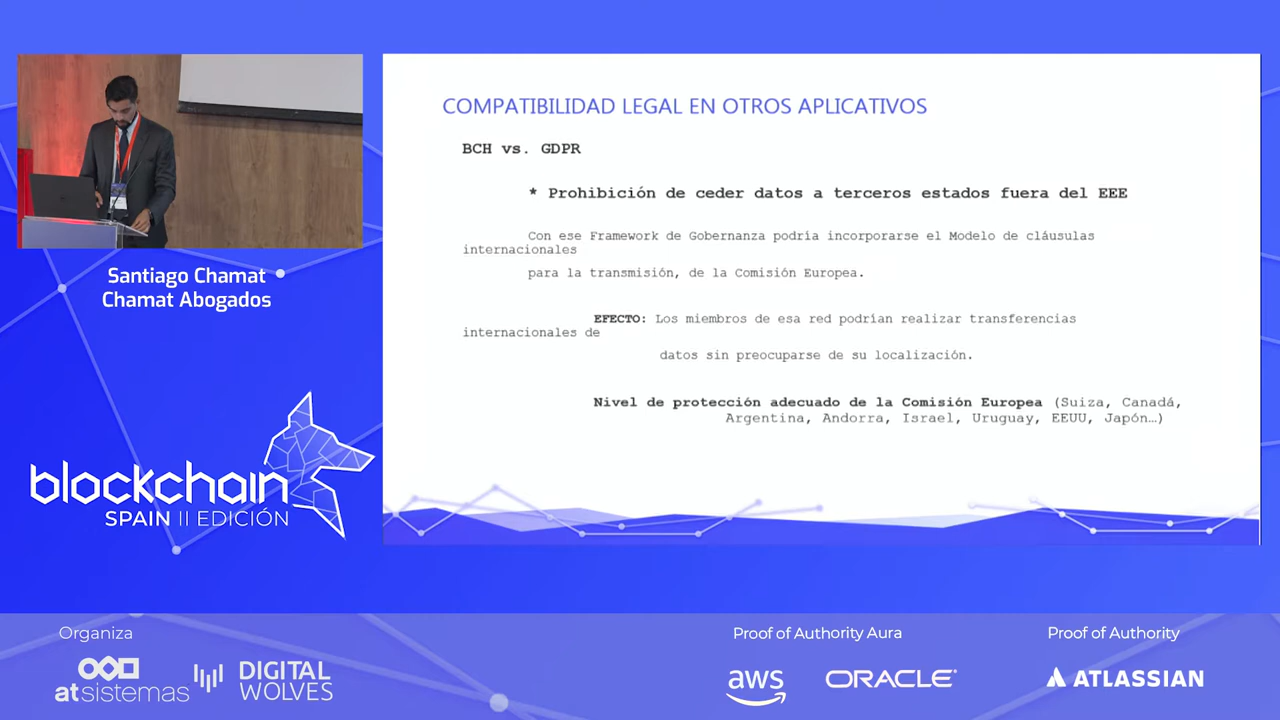 COMPATIBILIDAD LEGAL EN OTROS APLICATIVOS
BCH vs. GDPR
* Prohibición de ceder datos a terceros estados fuera del EEE
Con ese Framework de Gobernanza podría incorporarse el Modelo de cláusulas
internacionales
para la transmisión, de la Comisión Europea.
EFECTO: Los miembros de esa red podrían realizar transferencias
internacionales de
datos sin preocuparse de su localización.
Nivel de protección adecuado de la Comisión Europea (Suiza, Canadá,
Argentina, Andorra, Israel, Uruguay, EEUU, Japón…)
Santiago Chamat
Chamat Abogados
blockchain
SPAIN II EDICIÓN
Organiza
atsistemas
DIGITAL
WOLVES
Proof of Authority Aura
aws
ORACLE®
Proof of Authority
ATLASSIAN